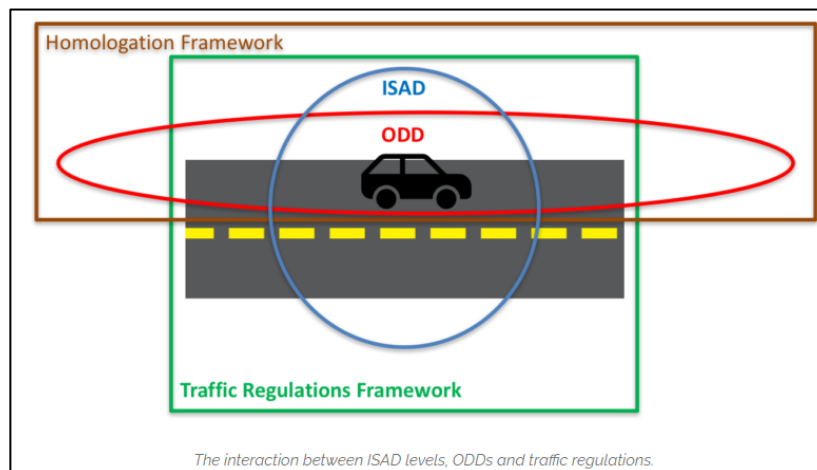 Homologation Framework
ISAD
ODD
Traffic Regulations Framework
The interaction between ISAD levels, ODDs and traffic regulations.